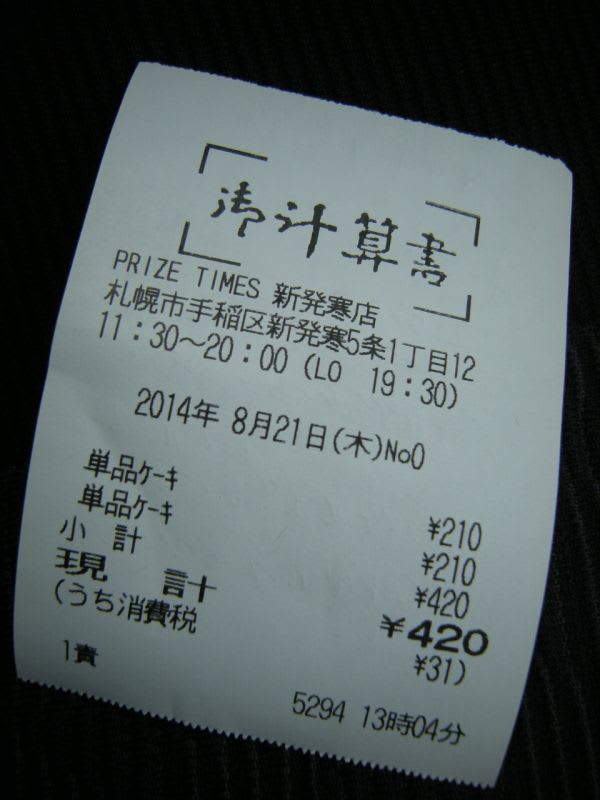 御計算書
PRIZE TIMES 新発寒店
札幌市手稲区新発寒5条1丁目12
11:30～20:00 (LO 19:30)
2014年 8月21日(木)No0
単品ケーキ ¥210
単品ケーキ ¥210
小 計 ¥420
現 計 ¥420
(うち消費税 ¥31)
1責
5294 13時04分